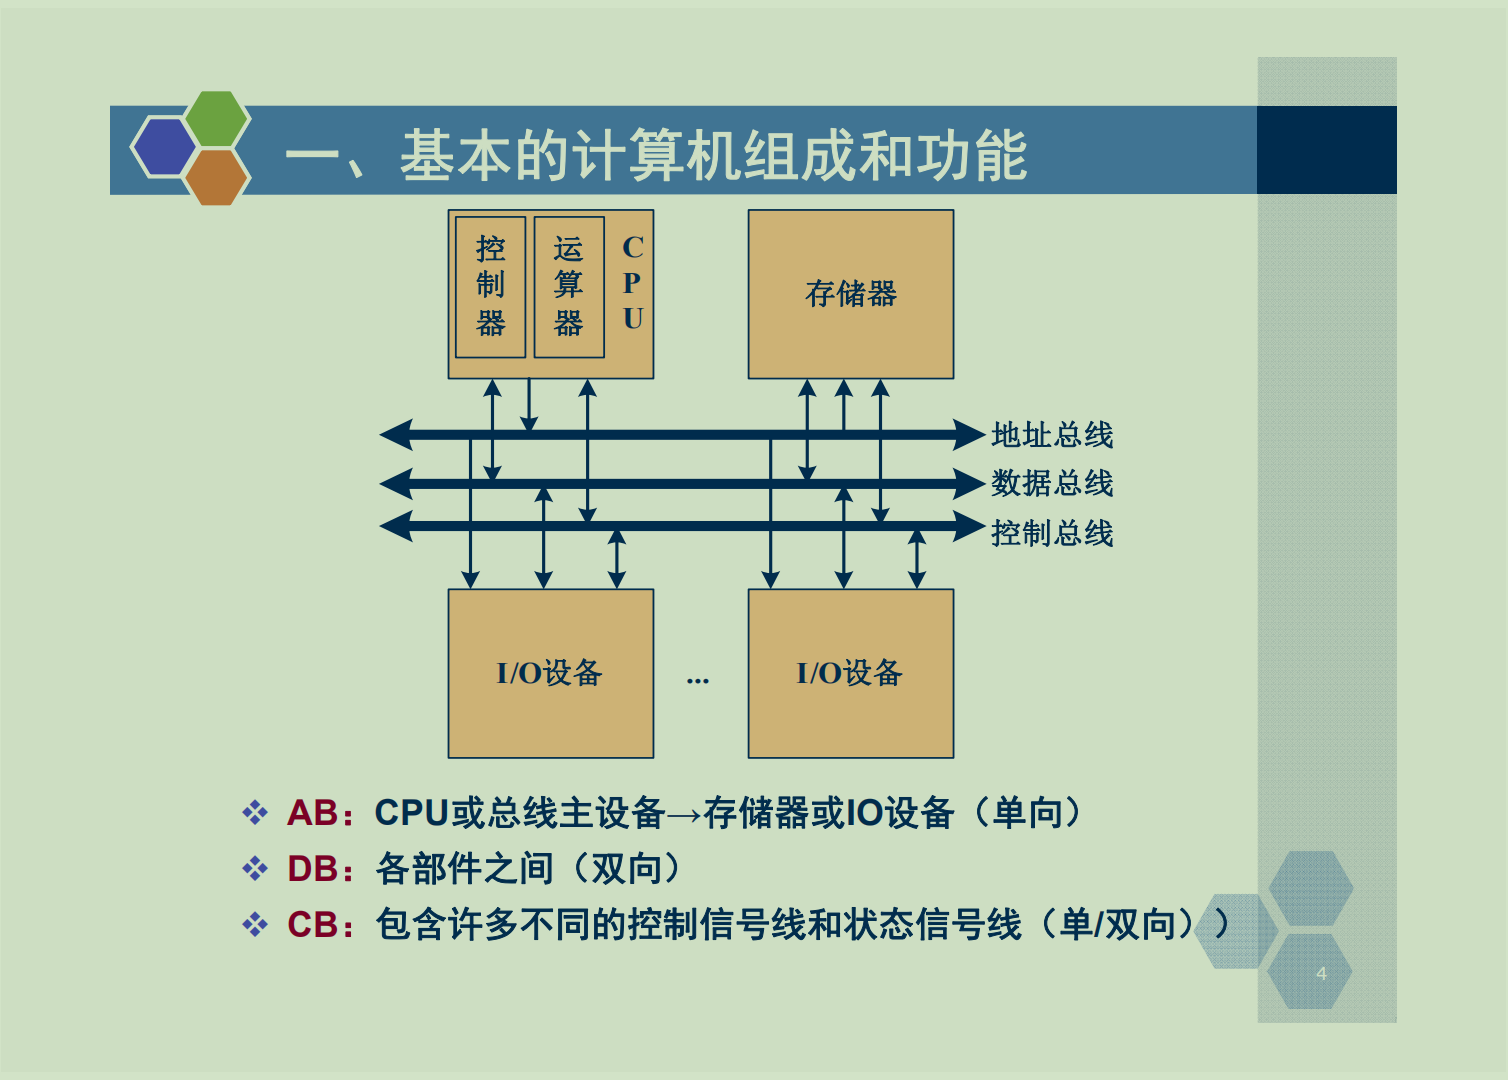 一、基本的计算机组成和功能
控制器
运算器
CPU
存储器
地址总线
数据总线
控制总线
I/O设备
...
I/O设备
AB：CPU或总线主设备→存储器或IO设备（单向）
DB：各部件之间（双向）
CB：包含许多不同的控制信号线和状态信号线（单/双向））
4